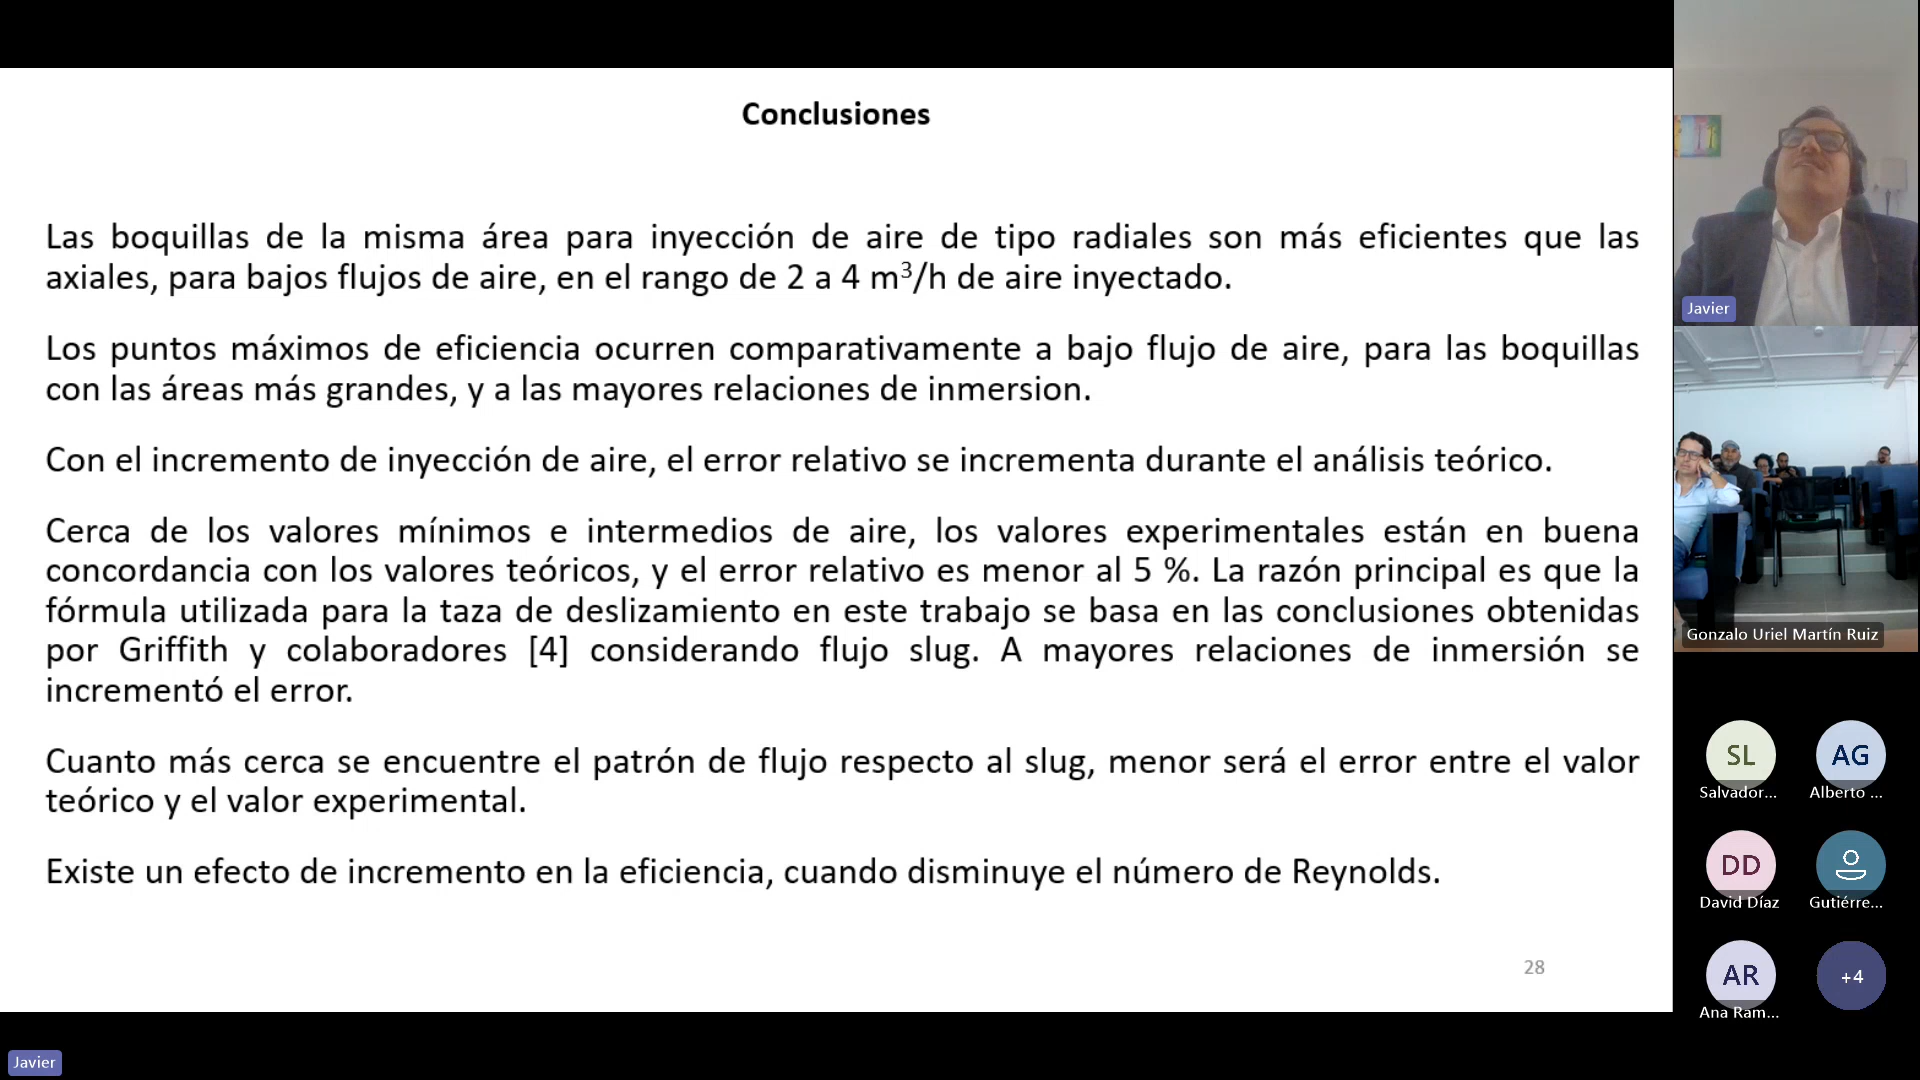 Conclusiones
Las boquillas de la misma área para inyección de aire de tipo radiales son más eficientes que las
axiales, para bajos flujos de aire, en el rango de 2 a 4 m³/h de aire inyectado.
Los puntos máximos de eficiencia ocurren comparativamente a bajo flujo de aire, para las boquillas
con las áreas más grandes, y a las mayores relaciones de inmersion.
Con el incremento de inyección de aire, el error relativo se incrementa durante el análisis teórico.
Cerca de los valores mínimos e intermedios de aire, los valores experimentales están en buena
concordancia con los valores teóricos, y el error relativo es menor al 5 %. La razón principal es que la
fórmula utilizada para la taza de deslizamiento en este trabajo se basa en las conclusiones obtenidas
por Griffith y colaboradores [4] considerando flujo slug. A mayores relaciones de inmersión se
incrementó el error.
Cuanto más cerca se encuentre el patrón de flujo respecto al slug, menor será el error entre el valor
teórico y el valor experimental.
Existe un efecto de incremento en la eficiencia, cuando disminuye el número de Reynolds.
28
Javier
Javier
Gonzalo Uriel Martín Ruiz
SL
AG
Salvador...
Alberto ...
DD
David Díaz
Gutiérre...
AR
+4
Ana Ram...